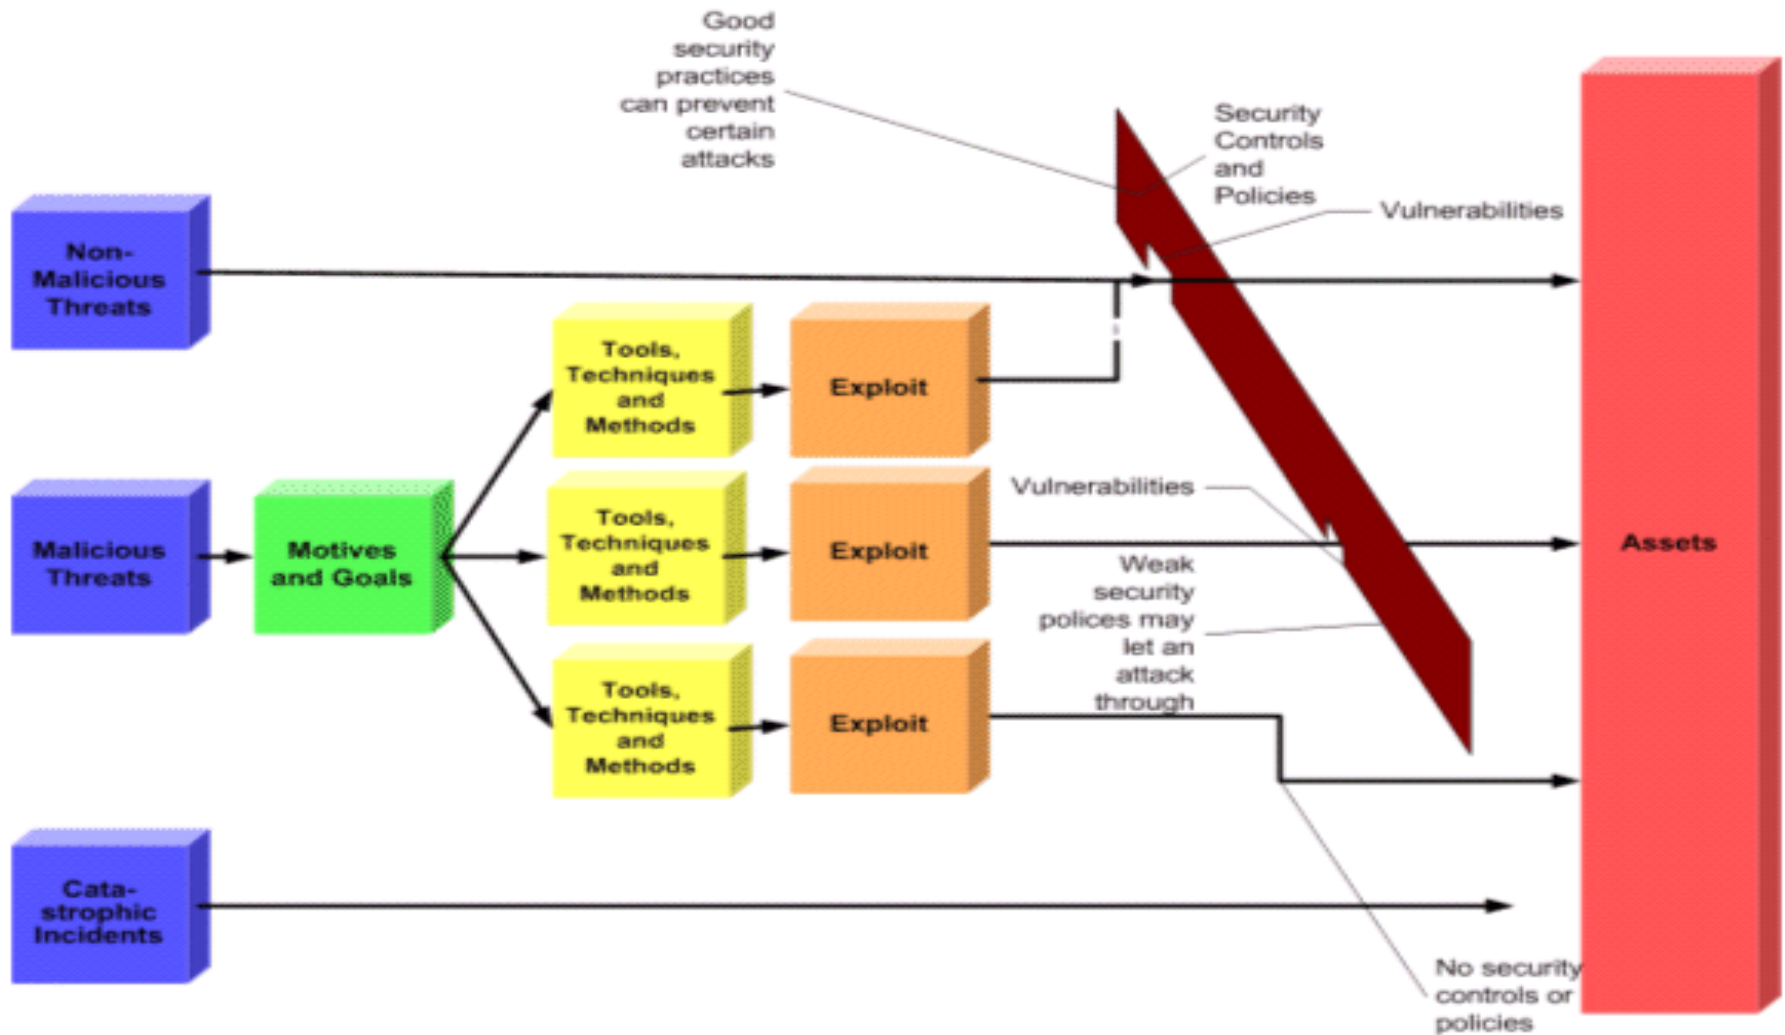 Good
security
practices
can prevent
certain
attacks
Security
Controls
and
Policies
Vulnerabilities
Non-
Malicious
Threats
Tools,
Techniques
and
Methods
Exploit
Malicious
Threats
Motives
and Goals
Tools,
Techniques
and
Methods
Exploit
Vulnerabilities
Weak
security
polices may
let an
attack
through
Assets
Tools,
Techniques
and
Methods
Exploit
Cata-
strophic
Incidents
No security
controls or
policies